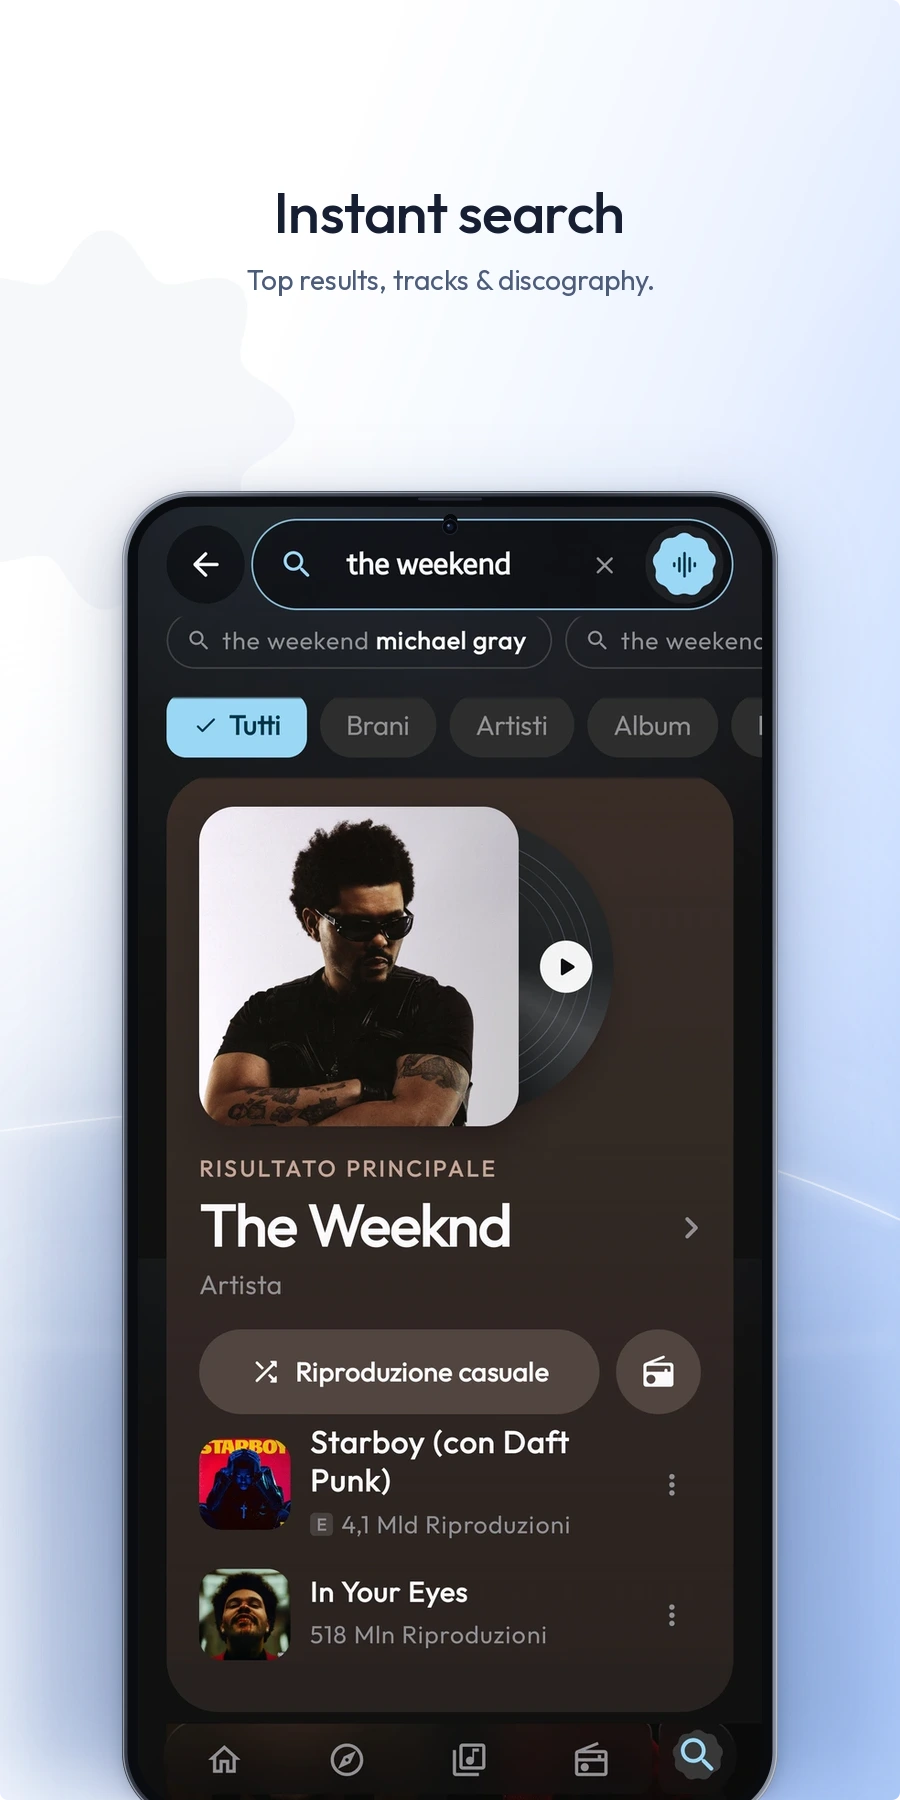 Instant search
Top results, tracks & discography.
the weekend
the weekend michael gray
the weekend
Tutti
Brani
Artisti
Album
RISULTATO PRINCIPALE
The Weeknd
Artista
Riproduzione casuale
STARBOY
Starboy (con Daft
Punk)
E 4,1 Mld Riproduzioni
In Your Eyes
518 Mln Riproduzioni